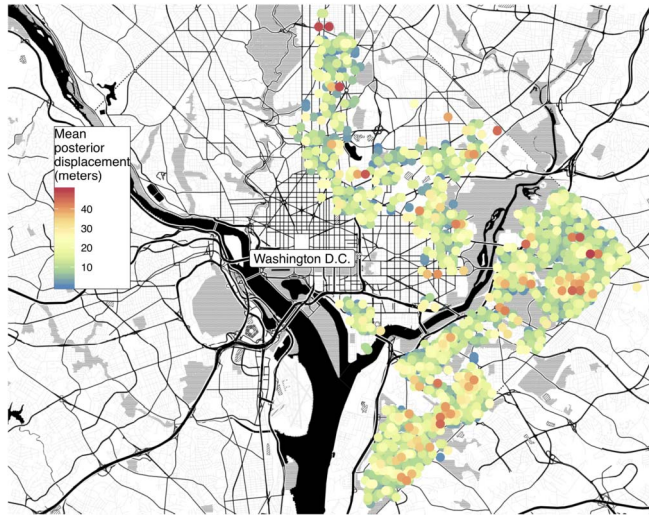 Mean
posterior
displacement
(meters)
40
30
20
10
Washington D.C.